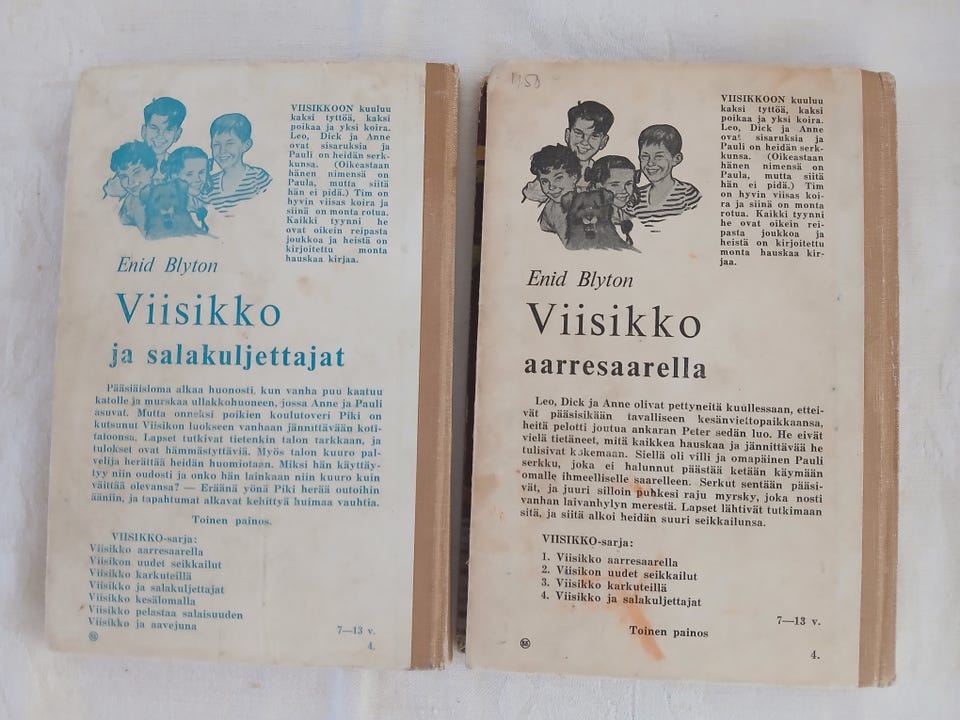 VIISIKKOON kuuluu
kaksi tyttöä, kaksi
poikaa ja yksi koira.
Leo, Dick ja Anne
ovat sisaruksia ja
Pauli on heidän serk-
kunsa. (Oikeastaan
hänen nimensä on
Paula, mutta siitä
hän ei pidä.) Tim
on hyvin viisas koira ja
siinä on monta rotua.
Kaikki tyynni he
ovat oikein reipasta
joukkoa ja heistä on
kirjoitettu monta
hauskaa kirjaa.
Enid Blyton
Viisikko
ja salakuljettajat
Pääsiäisloma alkaa huonosti, kun vanha puu kaatuu
katolle ja murskaa ullakkohuoneen, jossa Anne ja Pauli
asuvat. Mutta onneksi poikien koulutoveri Piki on
kutsunut Viisikon luokseen vanhaan jännittävään koti-
taloonsa. Lapset tutkivat tietenkin talon tarkkaan, ja
tulokset ovat hämmästyttäviä. Myös talon kuuro pal-
velija herättää heidän huomiotaan. Miksi hän käyttäy-
tyy niin oudosti ja onko hän lainkaan niin kuuro kuin
väittää olevansa? — Eräänä yönä Piki herää outoihin
ääniin, ja tapahtumat alkavat kehittyä huimaa vauhtia.
Toinen painos.
VIISIKKO-sarja:
Viisikko aarresaarella
Viisikon uudet seikkailut
Viisikko karkuteillä
Viisikko ja salakuljettajat
Viisikko kesälomalla
Viisikko pelastaa salaisuuden
Viisikko ja aavejuna
7—13 v.
4.
1150
VIISIKKOON kuuluu
kaksi tyttöä, kaksi
poikaa ja yksi koira.
Leo, Dick ja Anne
ovat sisaruksia ja
Pauli on heidän serk-
kunsa. (Oikeastaan
hänen nimensä on
Paula, mutta siitä
hän ei pidä.) Tim on
hyvin viisas koi-
ra ja siinä on monta
rotua. Kaikki tyynni
he ovat oikein rei-
pasta joukkoa ja
heistä on kirjoitettu
monta hauskaa kir-
jaa.
Enid Blyton
Viisikko
aarresaarella
Leo, Dick ja Anne olivat pettyneitä kuullessaan, ettei-
vät pääsisikään tavalliseen kesänviettopaikkaansa,
heitä pelotti joutua ankaran Peter sedän luo. He eivät
vielä tietäneet, mitä kaikkea hauskaa ja jännittävää he
tulisivat kokemaan. Siellä oli villi ja omapäinen Pauli
serkku, joka ei halunnut päästää ketään käymään
omalle ihmeelliselle saarelleen. Serkut sentään pääsi-
vät, ja juuri silloin puhkesi raju myrsky, joka nosti
vanhan laivanhylyn merestä. Lapset lähtivät tutkimaan
sitä, ja siitä alkoi heidän suuri seikkailunsa.
VIISIKKO-sarja:
1. Viisikko aarresaarella
2. Viisikon uudet seikkailut
3. Viisikko karkuteillä
4. Viisikko ja salakuljettajat
7—13 v.
Toinen painos
4.